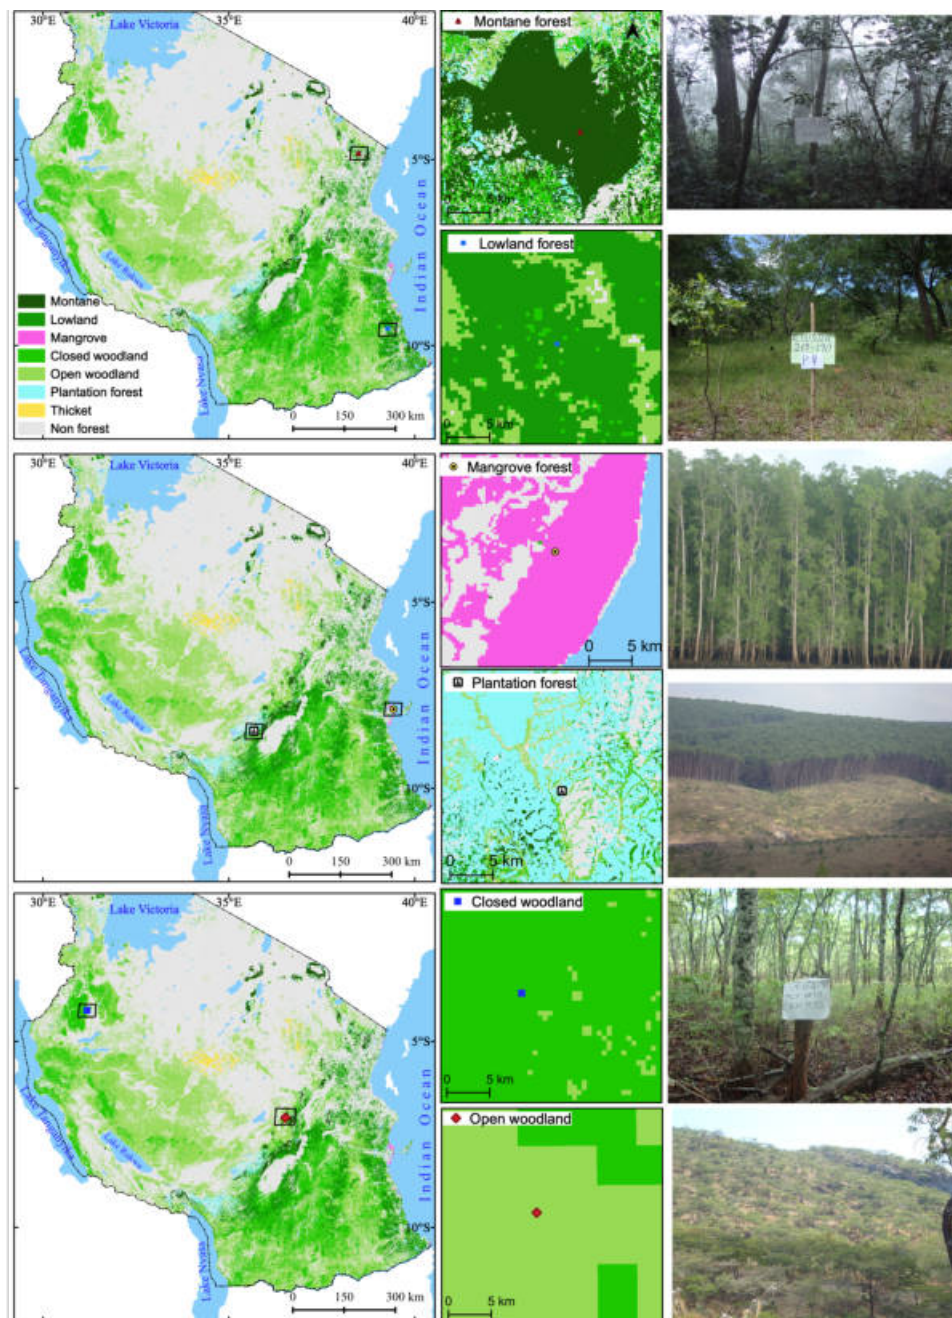 30°E 35°E 40°E
Lake Victoria
5°S
Indian Ocean
Lake Tanganyika
Lake Rukwa
10°S
Lake Nyasa
Montane
Lowland
Mangrove
Closed woodland
Open woodland
Plantation forest
Thicket
Non forest
0 150 300 km
Montane forest
5 km
Lowland forest
0 5 km
30°E 35°E 40°E
Lake Victoria
5°S
Indian Ocean
Lake Tanganyika
Lake Rukwa
10°S
Lake Nyasa
0 150 300 km
Mangrove forest
0 5 km
Plantation forest
0 5 km
30°E 35°E 40°E
Lake Victoria
5°S
Indian Ocean
Lake Tanganyika
Lake Rukwa
10°S
Lake Nyasa
0 150 300 km
Closed woodland
0 5 km
Open woodland
0 5 km